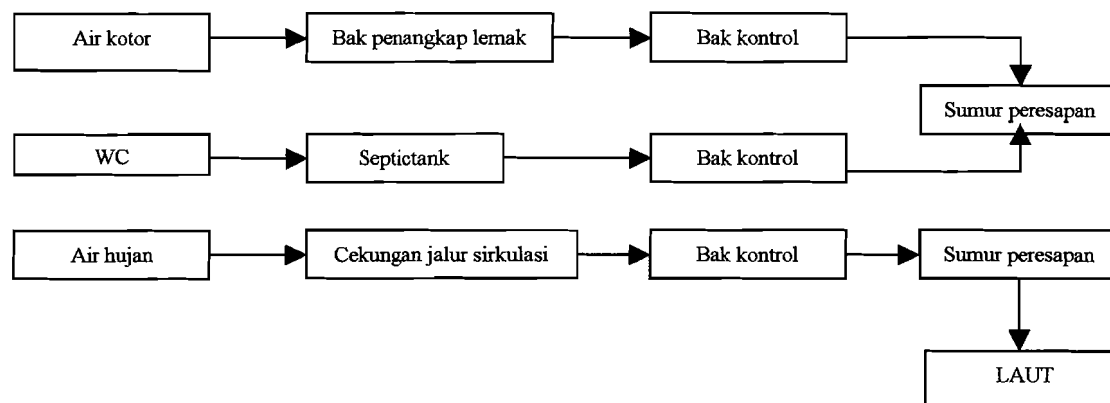 Air kotor
Bak penangkap lemak
Bak kontrol
Sumur peresapan
WC
Septictank
Bak kontrol
Air hujan
Cekungan jalur sirkulasi
Bak kontrol
Sumur peresapan
LAUT